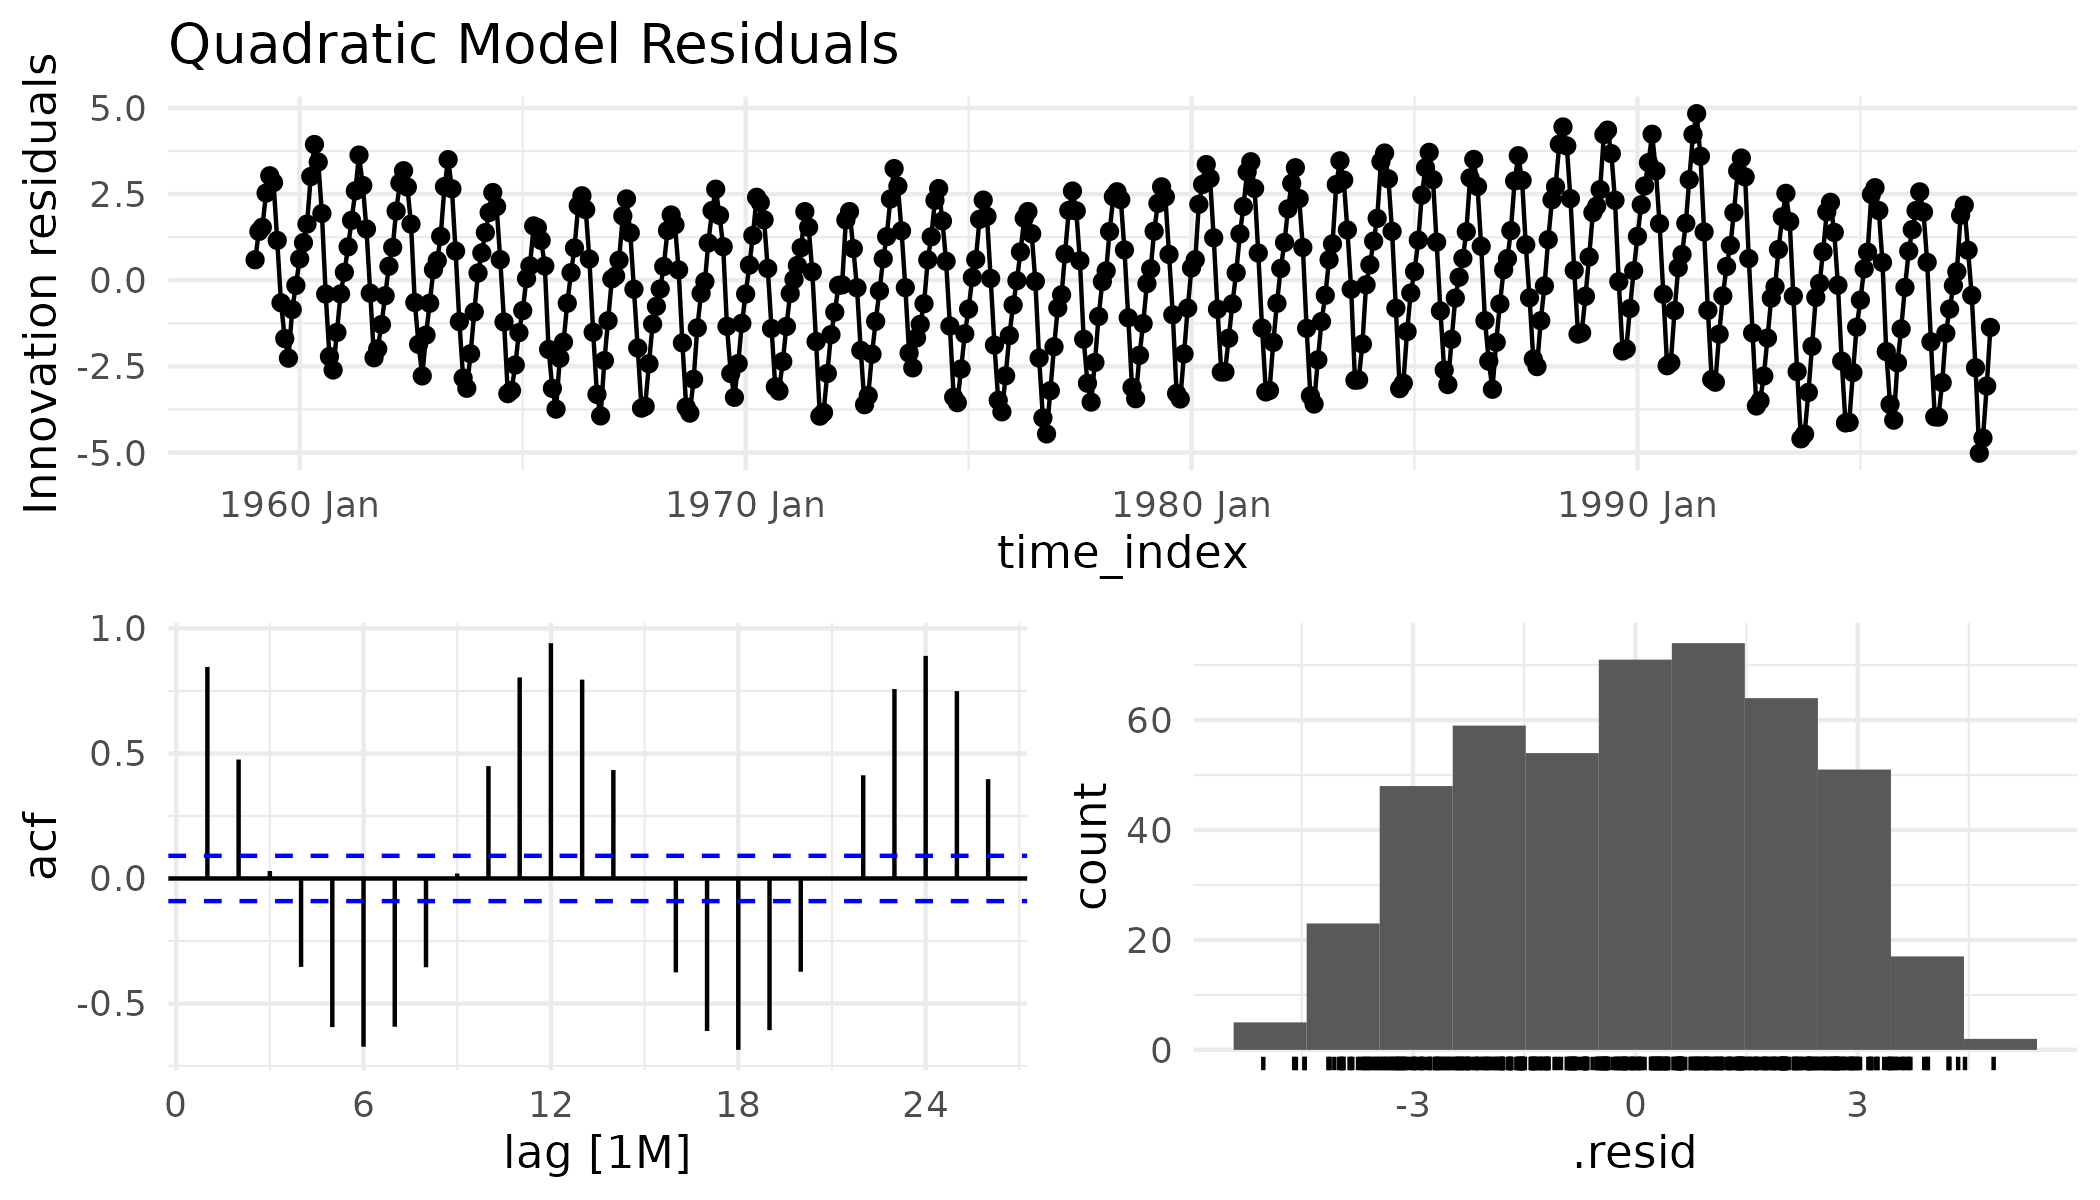 Quadratic Model Residuals
Innovation residuals
5.0
2.5
0.0
-2.5
-5.0
1960 Jan 1970 Jan 1980 Jan 1990 Jan
time_index
acf
1.0
0.5
0.0
-0.5
0 6 12 18 24
lag [1M]
count
60
40
20
0
-3 0 3
.resid